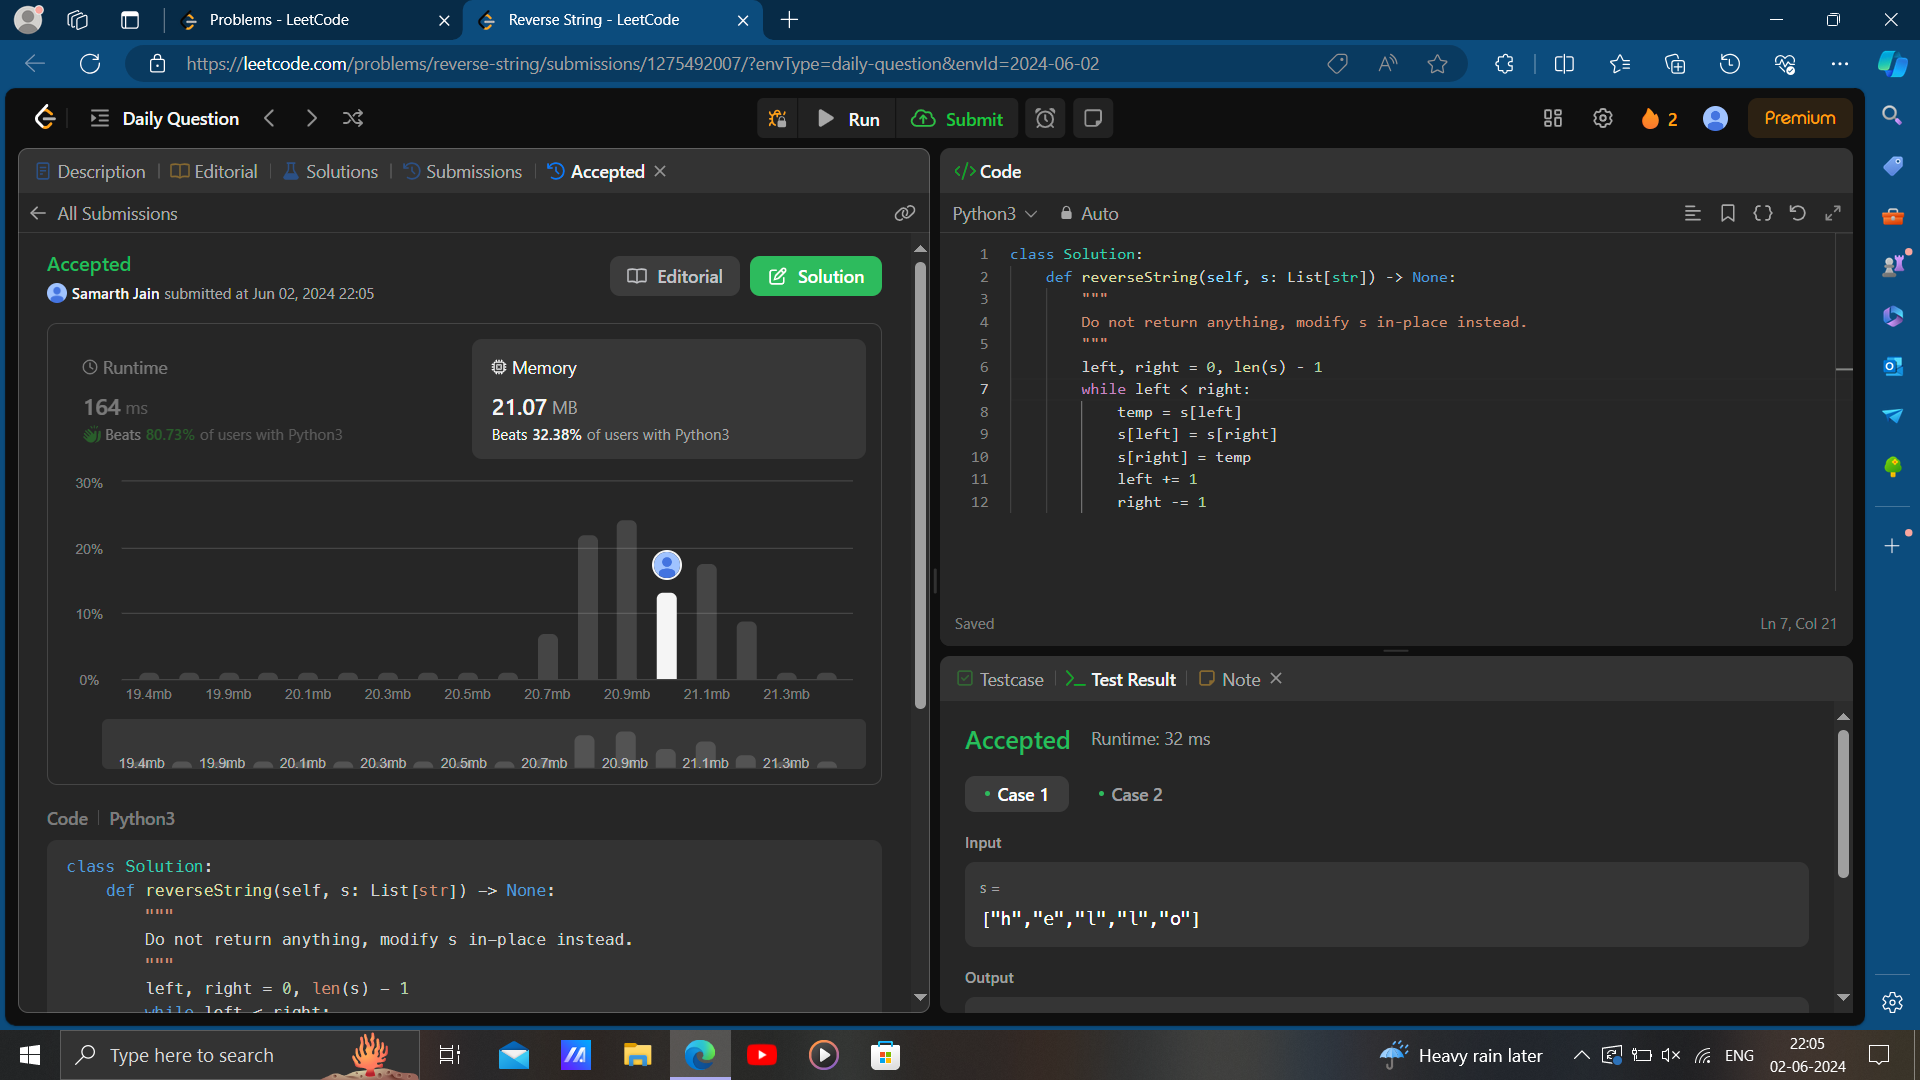 Problems - LeetCode
Reverse String - LeetCode
https://leetcode.com/problems/reverse-string/submissions/1275492007/?envType=daily-question&envId=2024-06-02
Daily Question
Run
Submit
2
Premium
Description
Editorial
Solutions
Submissions
Accepted
All Submissions
Accepted
Samarth Jain submitted at Jun 02, 2024 22:05
Editorial
Solution
Runtime
164 ms
Beats 80.73% of users with Python3
Memory
21.07 MB
Beats 32.38% of users with Python3
30%
20%
10%
0%
19.4mb 19.9mb 20.1mb 20.3mb 20.5mb 20.7mb 20.9mb 21.1mb 21.3mb
19.4mb 19.9mb 20.1mb 20.3mb 20.5mb 20.7mb 20.9mb 21.1mb 21.3mb
Code | Python3
class Solution:
    def reverseString(self, s: List[str]) -> None:
        """
        Do not return anything, modify s in-place instead.
        """
        left, right = 0, len(s) - 1
        while left < right:
</> Code
Python3
Auto
1 class Solution:
2     def reverseString(self, s: List[str]) -> None:
3         """
4         Do not return anything, modify s in-place instead.
5         """
6         left, right = 0, len(s) - 1
7         while left < right:
8             temp = s[left]
9             s[left] = s[right]
10             s[right] = temp
11             left += 1
12             right -= 1
Saved
Ln 7, Col 21
Testcase
Test Result
Note
Accepted Runtime: 32 ms
Case 1
Case 2
Input
s =
["h","e","l","l","o"]
Output
Type here to search
Heavy rain later
ENG
22:05
02-06-2024